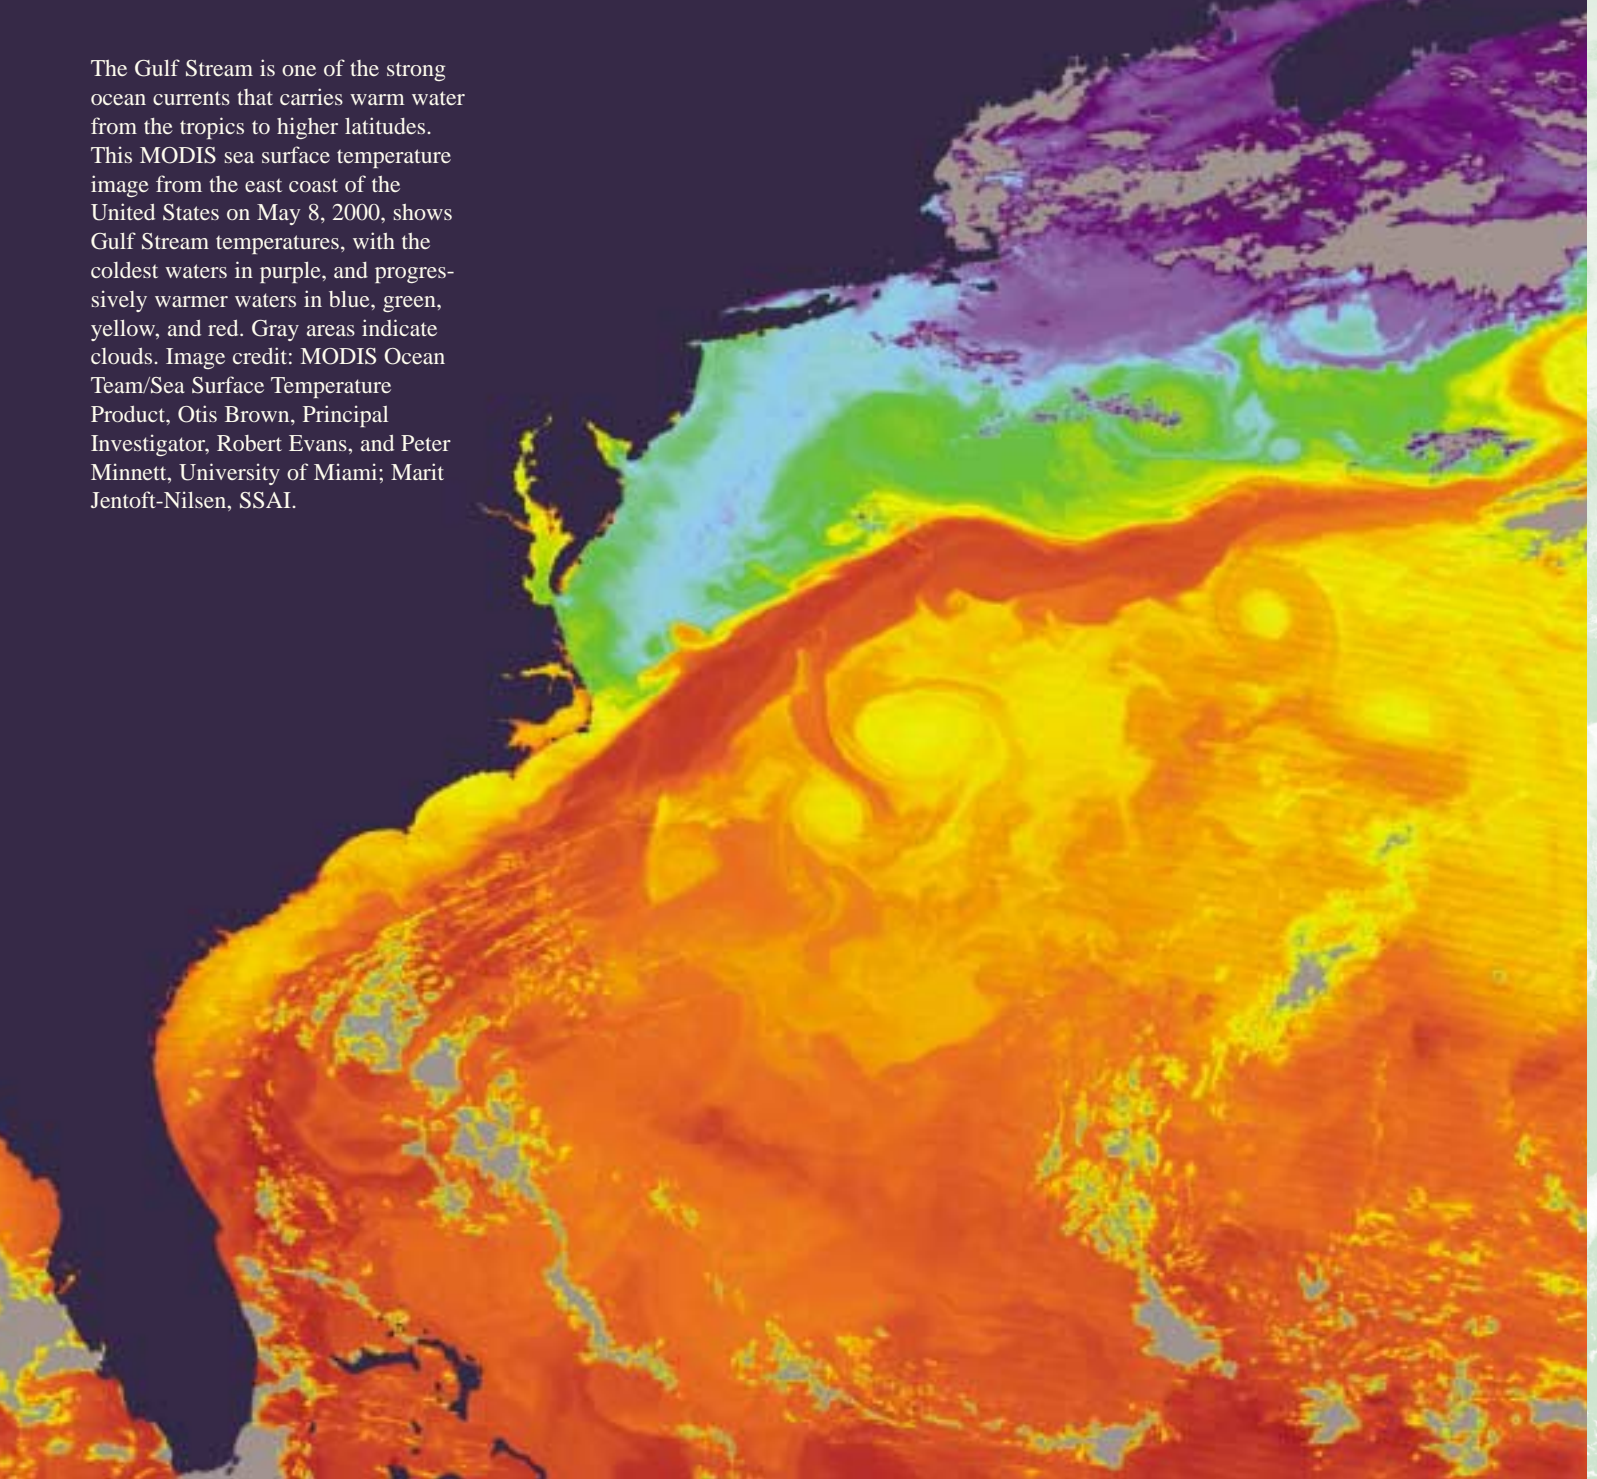 The Gulf Stream is one of the strong
ocean currents that carries warm water
from the tropics to higher latitudes.
This MODIS sea surface temperature
image from the east coast of the
United States on May 8, 2000, shows
Gulf Stream temperatures, with the
coldest waters in purple, and progres-
sively warmer waters in blue, green,
yellow, and red. Gray areas indicate
clouds. Image credit: MODIS Ocean
Team/Sea Surface Temperature
Product, Otis Brown, Principal
Investigator, Robert Evans, and Peter
Minnett, University of Miami; Marit
Jentoft-Nilsen, SSAI.